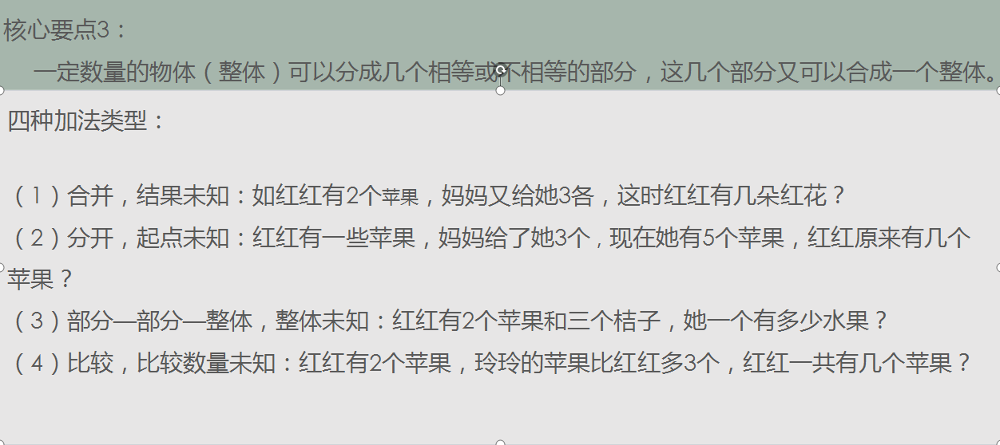 核心要点3：
一定数量的物体（整体）可以分成几个相等或不相等的部分，这几个部分又可以合成一个整体。
四种加法类型：
（1）合并，结果未知：如红红有2个苹果，妈妈又给她3各，这时红红有几朵红花？
（2）分开，起点未知：红红有一些苹果，妈妈给了她3个，现在她有5个苹果，红红原来有几个
苹果？
（3）部分—部分—整体，整体未知：红红有2个苹果和三个桔子，她一个有多少水果？
（4）比较，比较数量未知：红红有2个苹果，玲玲的苹果比红红多3个，红红一共有几个苹果？